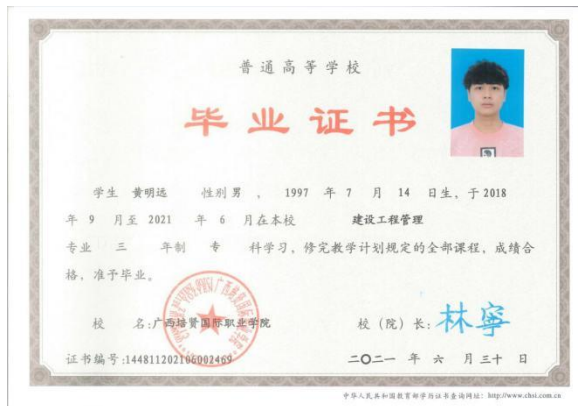 普通高等学校
毕业证书
学生 黄明远 性别 男 , 1997 年 7 月 14 日生, 于 2018
年 9 月至 2021 年 6 月在本校 建设工程管理
专业 三 年制 专 科学习, 修完教学计划规定的全部课程, 成绩合
格, 准予毕业。
校 名:广西培贤国际职业学院 校 (院) 长: 林寧
证书编号:144811202106002469 二〇二一 年 六 月三十 日
中华人民共和国教育部学历证书查询网址: http://www.chsi.com.cn